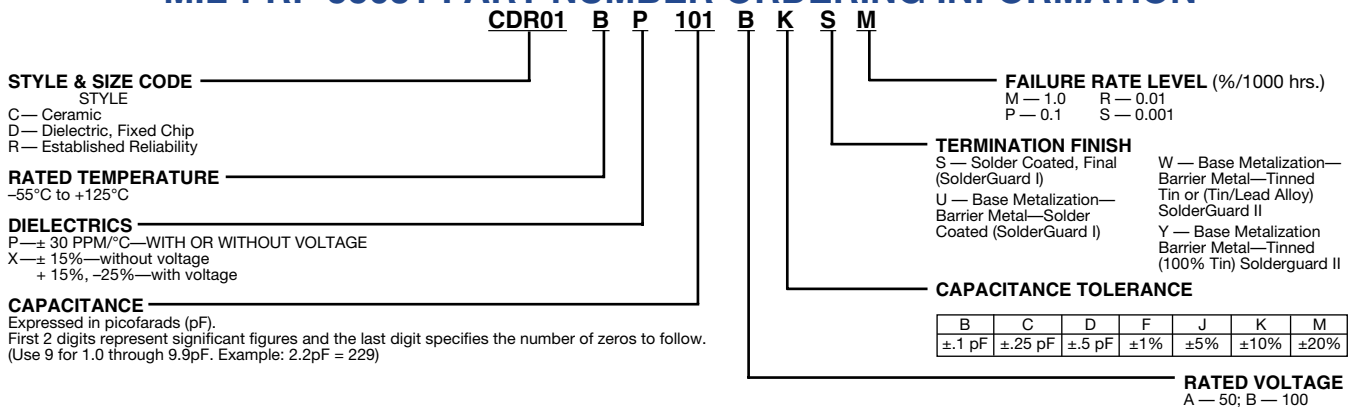 CDR01 B P 101 B K S M
STYLE & SIZE CODE
STYLE
C— Ceramic
D— Dielectric, Fixed Chip
R— Established Reliability
RATED TEMPERATURE
–55°C to +125°C
DIELECTRICS
P—± 30 PPM/°C—WITH OR WITHOUT VOLTAGE
X—± 15%—without voltage
+ 15%, –25%—with voltage
CAPACITANCE
Expressed in picofarads (pF).
First 2 digits represent significant figures and the last digit specifies the number of zeros to follow.
(Use 9 for 1.0 through 9.9pF. Example: 2.2pF = 229)
FAILURE RATE LEVEL (%/1000 hrs.)
M — 1.0 R — 0.01
P — 0.1 S — 0.001
TERMINATION FINISH
S — Solder Coated, Final
(SolderGuard I)
U — Base Metalization—
Barrier Metal—Solder
Coated (SolderGuard I)
W — Base Metalization—
Barrier Metal—Tinned
Tin or (Tin/Lead Alloy)
SolderGuard II
Y — Base Metalization
Barrier Metal—Tinned
(100% Tin) Solderguard II
CAPACITANCE TOLERANCE
B C D F J K M
±.1 pF ±.25 pF ±.5 pF ±1% ±5% ±10% ±20%
RATED VOLTAGE
A — 50; B — 100